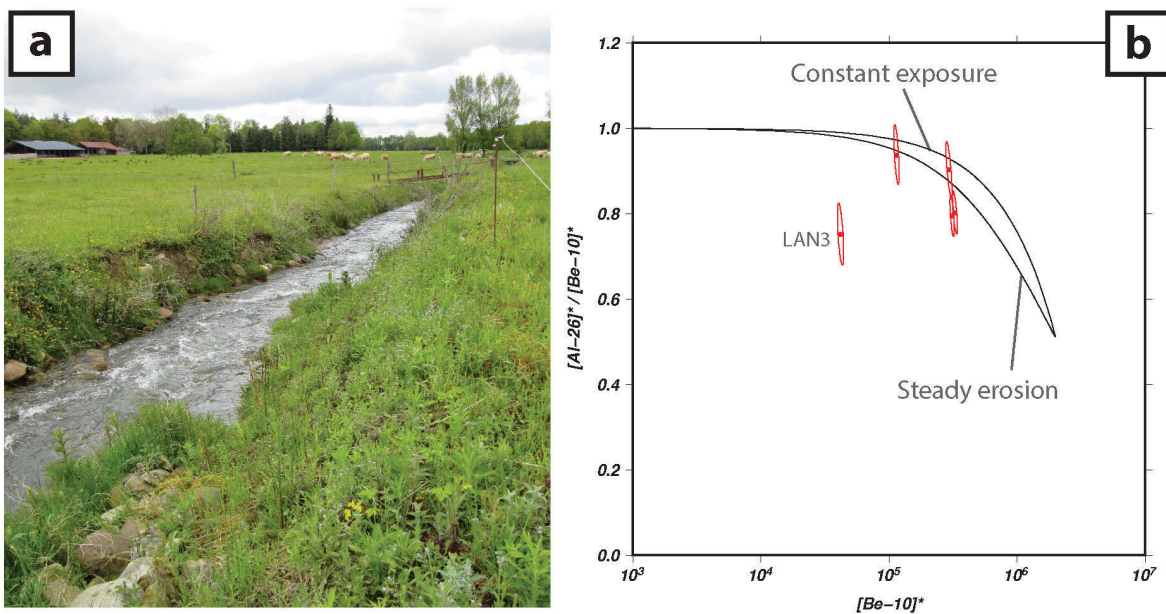 a
b
1.2
1.0
0.8
0.6
0.4
0.2
0.0
[Al-26]* / [Be-10]*
Constant exposure
LAN3
Steady erosion
10³
10⁴
10⁵
10⁶
10⁷
[Be-10]*